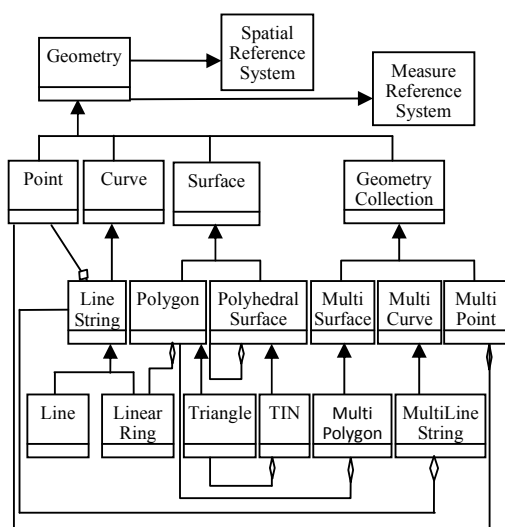 Geometry
Spatial
Reference
System
Measure
Reference
System
Point
Curve
Surface
Geometry
Collection
Line
String
Polygon
Polyhedral
Surface
Multi
Surface
Multi
Curve
Multi
Point
Line
Linear
Ring
Triangle
TIN
Multi
Polygon
MultiLine
String